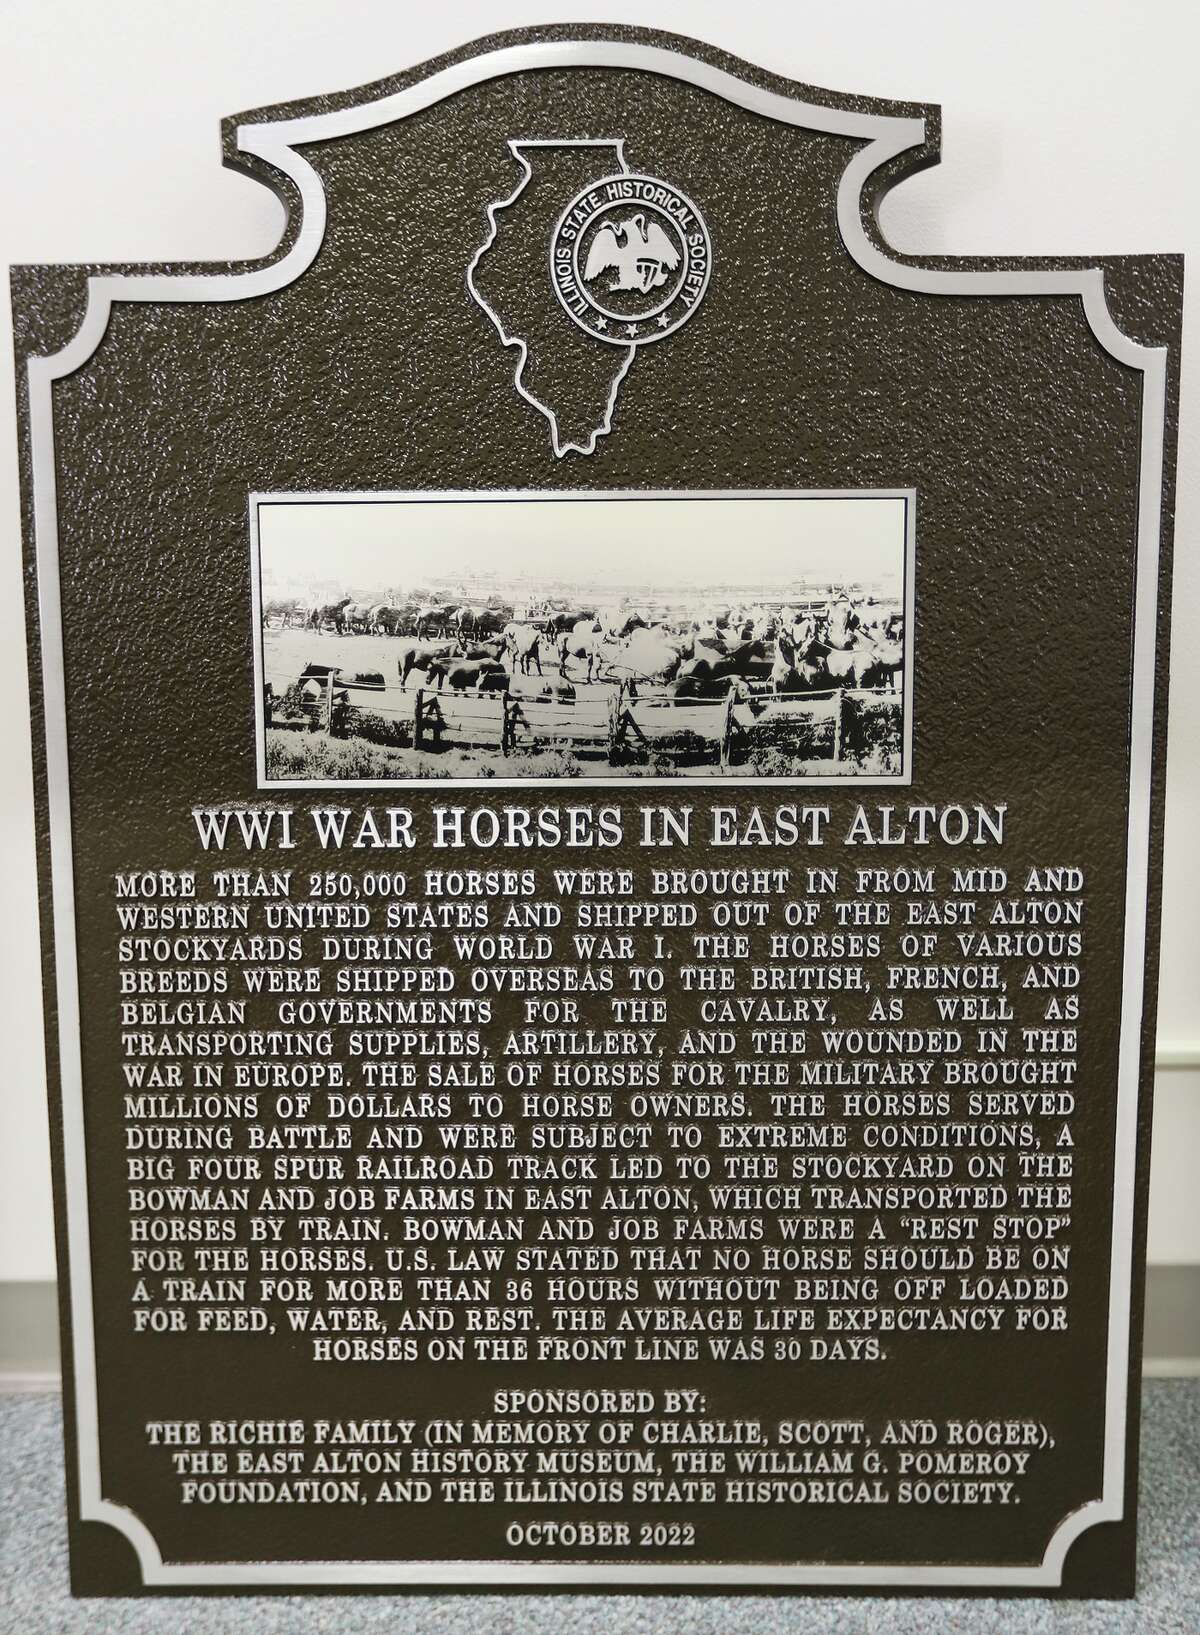 ILLINOIS STATE HISTORICAL SOCIETY
WWI WAR HORSES IN EAST ALTON
MORE THAN 250,000 HORSES WERE BROUGHT IN FROM MID AND
WESTERN UNITED STATES AND SHIPPED OUT OF THE EAST ALTON
STOCKYARDS DURING WORLD WAR I. THE HORSES OF VARIOUS
BREEDS WERE SHIPPED OVERSEAS TO THE BRITISH, FRENCH, AND
BELGIAN GOVERNMENTS FOR THE CAVALRY, AS WELL AS
TRANSPORTING SUPPLIES, ARTILLERY, AND THE WOUNDED IN THE
WAR IN EUROPE. THE SALE OF HORSES FOR THE MILITARY BROUGHT
MILLIONS OF DOLLARS TO HORSE OWNERS. THE HORSES SERVED
DURING BATTLE AND WERE SUBJECT TO EXTREME CONDITIONS, A
BIG FOUR SPUR RAILROAD TRACK LED TO THE STOCKYARD ON THE
BOWMAN AND JOB FARMS IN EAST ALTON, WHICH TRANSPORTED THE
HORSES BY TRAIN. BOWMAN AND JOB FARMS WERE A "REST STOP"
FOR THE HORSES. U.S. LAW STATED THAT NO HORSE SHOULD BE ON
A TRAIN FOR MORE THAN 36 HOURS WITHOUT BEING OFF LOADED
FOR FEED, WATER, AND REST. THE AVERAGE LIFE EXPECTANCY FOR
HORSES ON THE FRONT LINE WAS 30 DAYS.
SPONSORED BY:
THE RICHIE FAMILY (IN MEMORY OF CHARLIE, SCOTT, AND ROGER),
THE EAST ALTON HISTORY MUSEUM, THE WILLIAM G. POMEROY
FOUNDATION, AND THE ILLINOIS STATE HISTORICAL SOCIETY.
OCTOBER 2022